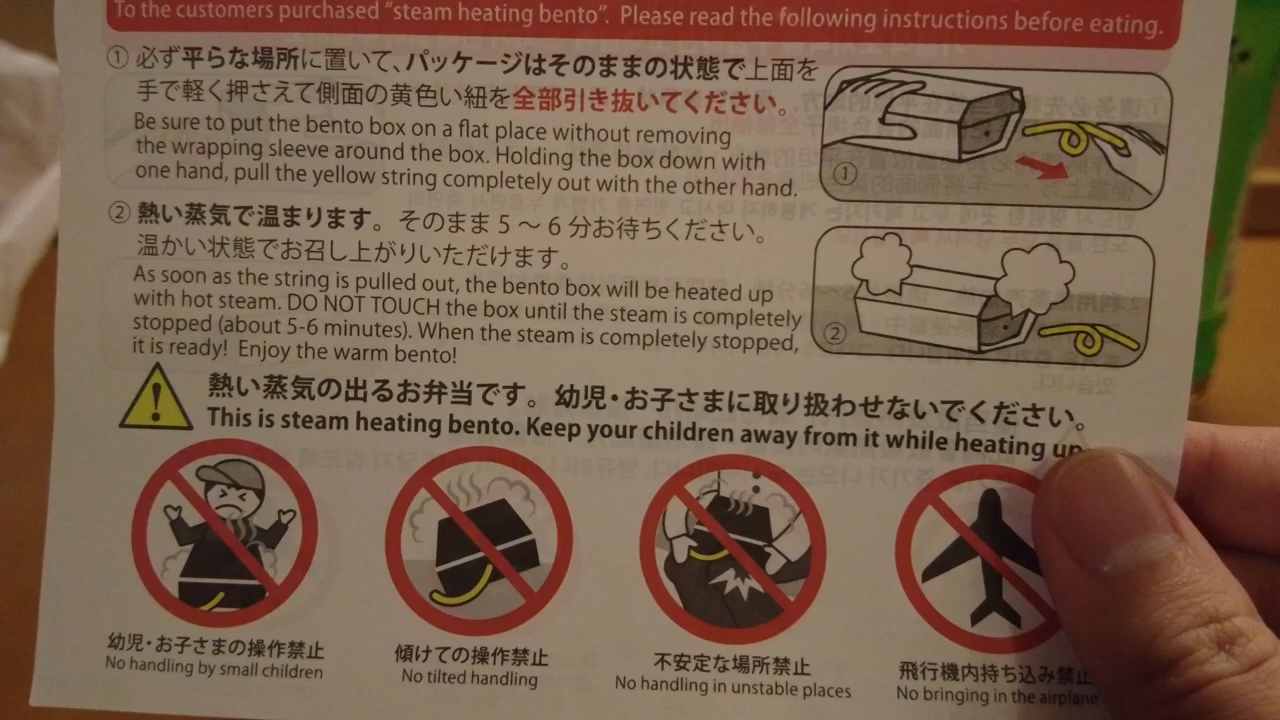 To the customers purchased “steam heating bento”. Please read the following instructions before eating.
① 必ず平らな場所に置いて、パッケージはそのままの状態で上面を
手で軽く押さえて側面の黄色い紐を全部引き抜いてください。
Be sure to put the bento box on a flat place without removing
the wrapping sleeve around the box. Holding the box down with
one hand, pull the yellow string completely out with the other hand.
①
② 熱い蒸気で温まります。そのまま5～6分お待ちください。
温かい状態でお召し上がりいただけます。
As soon as the string is pulled out, the bento box will be heated up
with hot steam. DO NOT TOUCH the box until the steam is completely
stopped (about 5-6 minutes). When the steam is completely stopped,
it is ready! Enjoy the warm bento!
②
熱い蒸気の出るお弁当です。幼児・お子さまに取り扱わせないでください。
This is steam heating bento. Keep your children away from it while heating up
幼児・お子さまの操作禁止
No handling by small children
傾けての操作禁止
No tilted handling
不安定な場所禁止
No handling in unstable places
飛行機内持ち込み禁止
No bringing in the airplane